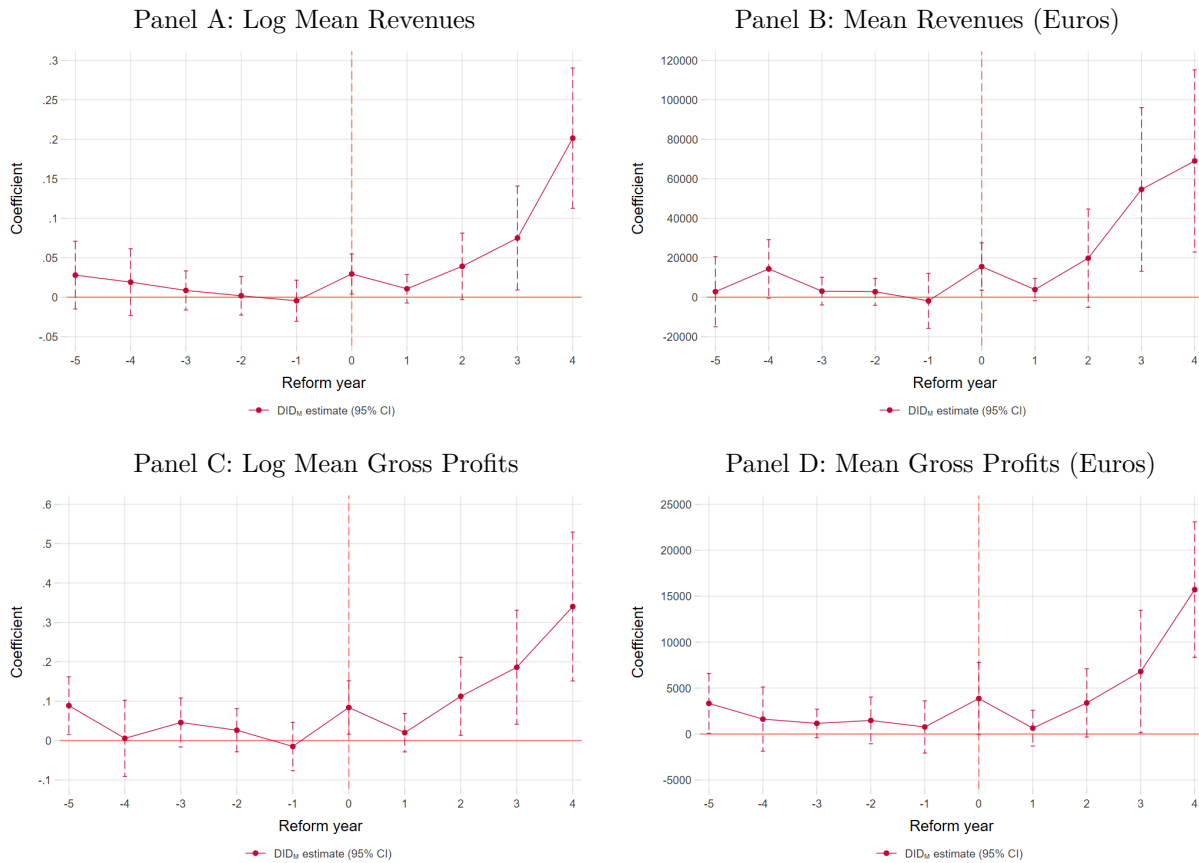 Panel A: Log Mean Revenues
.3
.25
.2
.15
.1
.05
0
-.05
Coefficient
-5 -4 -3 -2 -1 0 1 2 3 4
Reform year
DID_M estimate (95% CI)
Panel B: Mean Revenues (Euros)
120000
100000
80000
60000
40000
20000
0
-20000
Coefficient
-5 -4 -3 -2 -1 0 1 2 3 4
Reform year
DID_M estimate (95% CI)
Panel C: Log Mean Gross Profits
.6
.5
.4
.3
.2
.1
0
-.1
Coefficient
-5 -4 -3 -2 -1 0 1 2 3 4
Reform year
DID_M estimate (95% CI)
Panel D: Mean Gross Profits (Euros)
25000
20000
15000
10000
5000
0
-5000
Coefficient
-5 -4 -3 -2 -1 0 1 2 3 4
Reform year
DID_M estimate (95% CI)